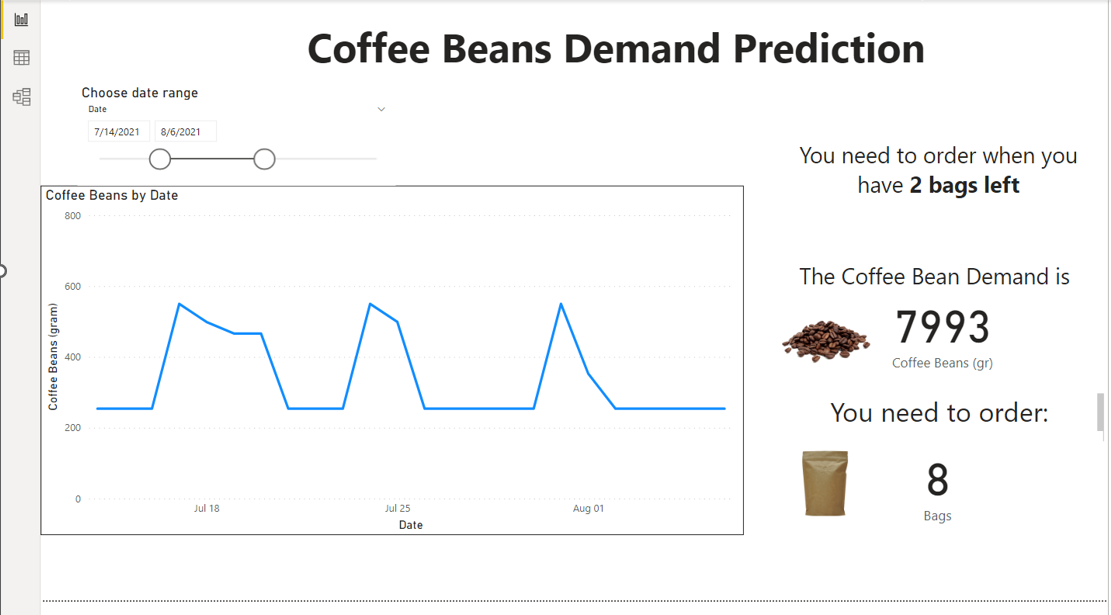 Coffee Beans Demand Prediction
Choose date range
Date
7/14/2021 8/6/2021
Coffee Beans by Date
800
600
400
200
0
Coffee Beans (gram)
Jul 18 Jul 25 Aug 01
Date
You need to order when you
have 2 bags left
The Coffee Bean Demand is
7993
Coffee Beans (gr)
You need to order:
8
Bags